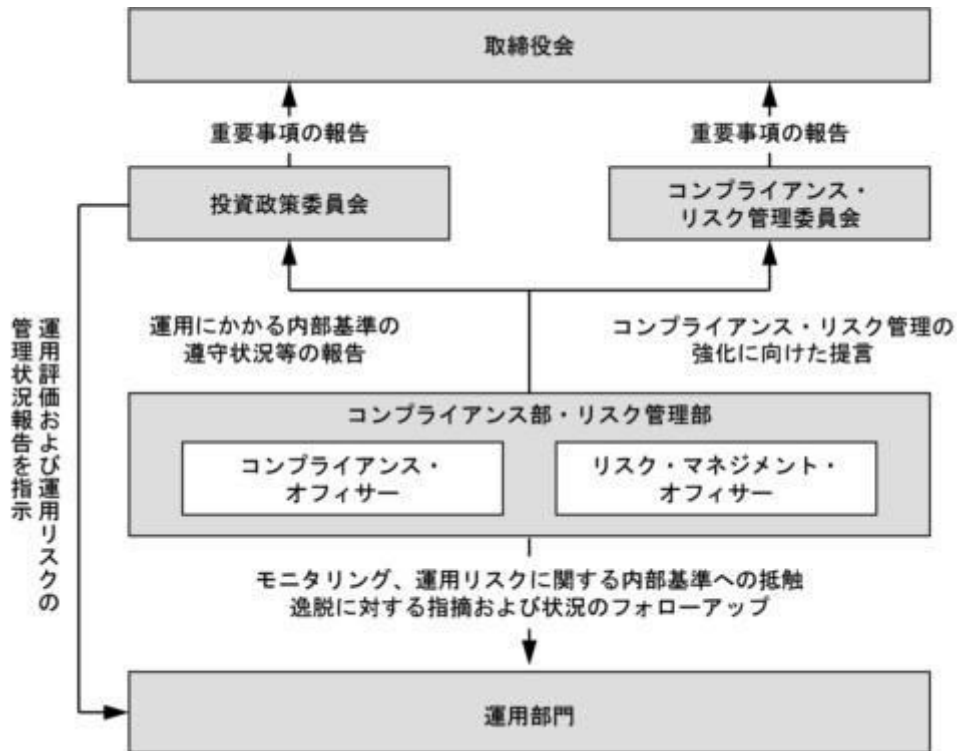 取締役会
重要事項の報告
重要事項の報告
投資政策委員会
コンプライアンス・
リスク管理委員会
運用にかかる内部基準の
遵守状況等の報告
コンプライアンス・リスク管理の
強化に向けた提言
運用評価および運用リスクの
管理状況報告を指示
コンプライアンス部・リスク管理部
コンプライアンス・
オフィサー
リスク・マネジメント・
オフィサー
モニタリング、運用リスクに関する内部基準への抵触
逸脱に対する指摘および状況のフォローアップ
運用部門